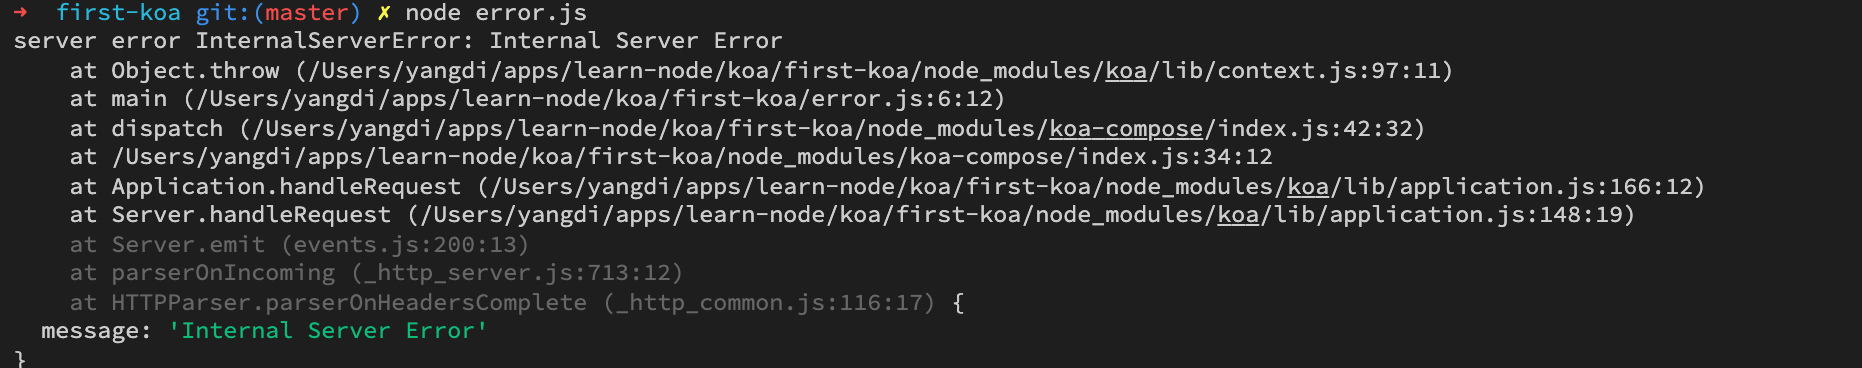 ➜  first-koa git:(master) ✗ node error.js
server error InternalServerError: Internal Server Error
    at Object.throw (/Users/yangdi/apps/learn-node/koa/first-koa/node_modules/koa/lib/context.js:97:11)
    at main (/Users/yangdi/apps/learn-node/koa/first-koa/error.js:6:12)
    at dispatch (/Users/yangdi/apps/learn-node/koa/first-koa/node_modules/koa-compose/index.js:42:32)
    at /Users/yangdi/apps/learn-node/koa/first-koa/node_modules/koa-compose/index.js:34:12
    at Application.handleRequest (/Users/yangdi/apps/learn-node/koa/first-koa/node_modules/koa/lib/application.js:166:12)
    at Server.handleRequest (/Users/yangdi/apps/learn-node/koa/first-koa/node_modules/koa/lib/application.js:148:19)
    at Server.emit (events.js:200:13)
    at parserOnIncoming (_http_server.js:713:12)
    at HTTPParser.parserOnHeadersComplete (_http_common.js:116:17) {
  message: 'Internal Server Error'
}